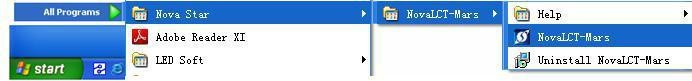 All Programs
start
Nova Star
Adobe Reader XI
LED Soft
NovaLCT-Mars
Help
NovaLCT-Mars
Uninstall NovaLCT-Mars